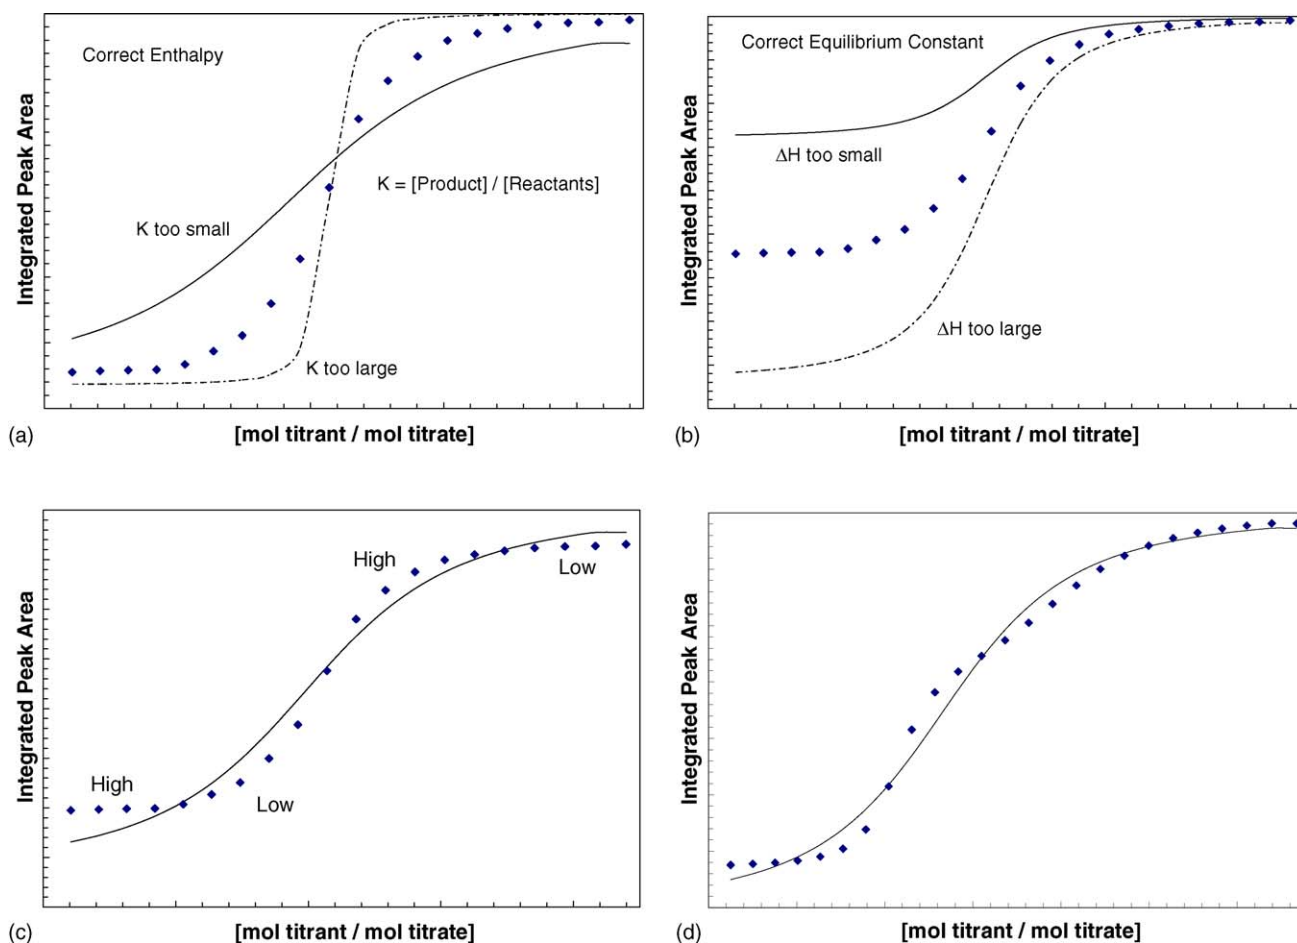 Integrated Peak Area
Correct Enthalpy
K = [Product] / [Reactants]
K too small
K too large
(a)
[mol titrant / mol titrate]
Integrated Peak Area
Correct Equilibrium Constant
ΔH too small
ΔH too large
(b)
[mol titrant / mol titrate]
Integrated Peak Area
High
Low
High
Low
(c)
[mol titrant / mol titrate]
Integrated Peak Area
(d)
[mol titrant / mol titrate]